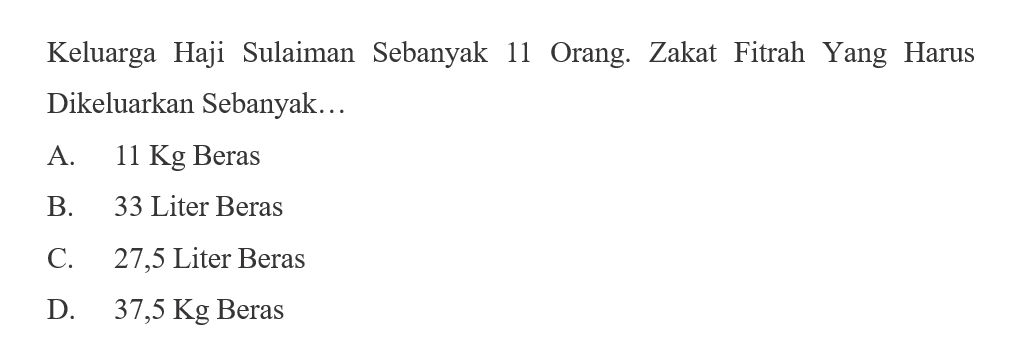 Keluarga Haji Sulaiman Sebanyak 11 Orang. Zakat Fitrah Yang Harus
Dikeluarkan Sebanyak…
A. 11 Kg Beras
B. 33 Liter Beras
C. 27,5 Liter Beras
D. 37,5 Kg Beras